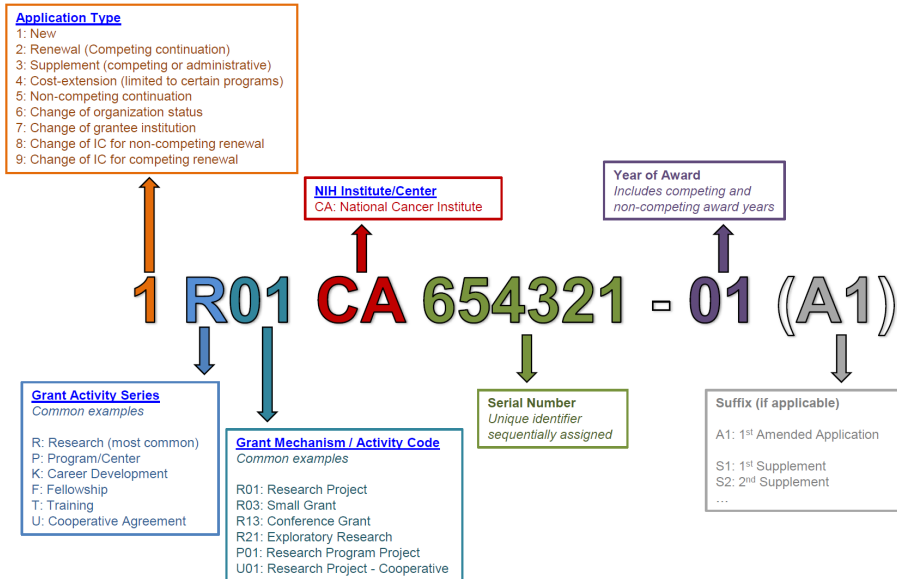 Application Type
1: New
2: Renewal (Competing continuation)
3: Supplement (competing or administrative)
4: Cost-extension (limited to certain programs)
5: Non-competing continuation
6: Change of organization status
7: Change of grantee institution
8: Change of IC for non-competing renewal
9: Change of IC for competing renewal
NIH Institute/Center
CA: National Cancer Institute
Year of Award
Includes competing and
non-competing award years
1 R01 CA 654321 - 01 (A1)
Grant Activity Series
Common examples
R: Research (most common)
P: Program/Center
K: Career Development
F: Fellowship
T: Training
U: Cooperative Agreement
Grant Mechanism / Activity Code
Common examples
R01: Research Project
R03: Small Grant
R13: Conference Grant
R21: Exploratory Research
P01: Research Program Project
U01: Research Project - Cooperative
Serial Number
Unique identifier
sequentially assigned
Suffix (if applicable)
A1: 1st Amended Application
S1: 1st Supplement
S2: 2nd Supplement
…